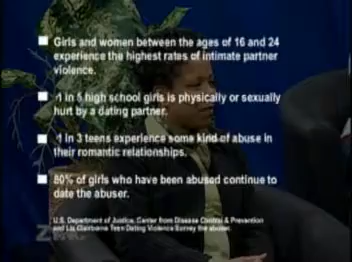 Girls and women between the ages of 16 and 24
experience the highest rates of intimate partner
violence.
1 in 5 high school girls is physically or sexually
hurt by a dating partner.
1 in 3 teens experience some kind of abuse in
their romantic relationships.
80% of girls who have been abused continue to
date the abuser.
U.S. Department of Justice, Center from Disease Control & Prevention
and Liz Claiborne Teen Dating Violence Survey the abuser.